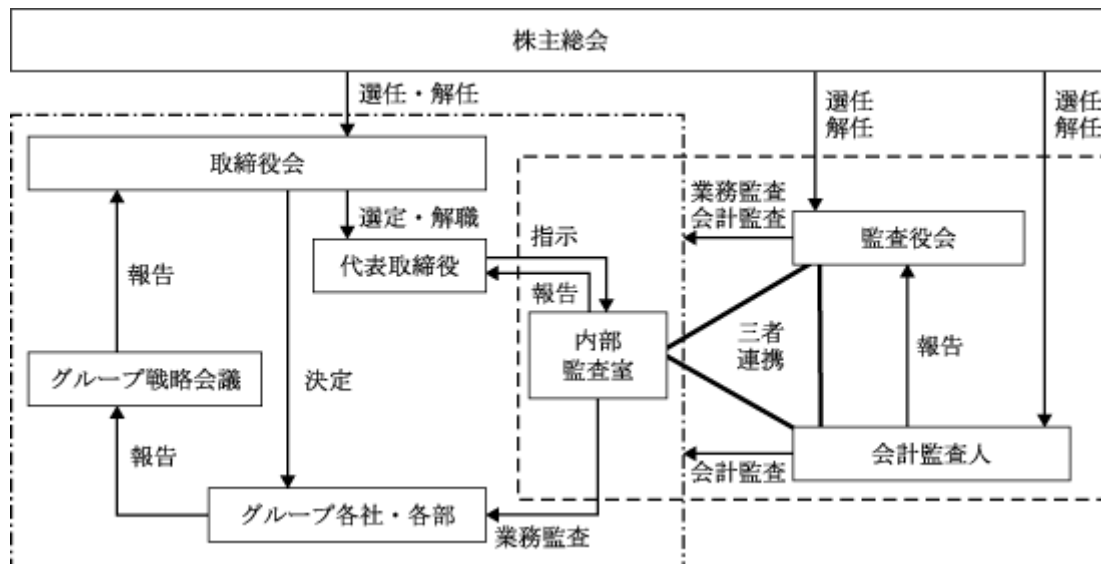 株主総会
選任・解任
選任
解任
選任
解任
取締役会
選定・解職
業務監査
会計監査
監査役会
指示
代表取締役
報告
報告
内部
監査室
三者
連携
報告
グループ戦略会議
決定
報告
会計監査人
会計監査
グループ各社・各部
業務監査